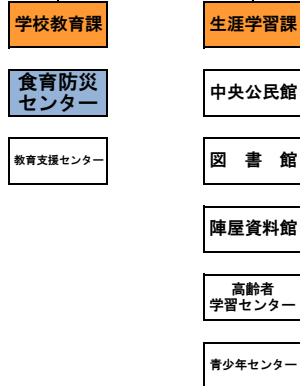 学校教育課
食育防災
センター
教育支援センター
生涯学習課
中央公民館
図　書　館
陣屋資料館
高齢者
学習センター
青少年センター